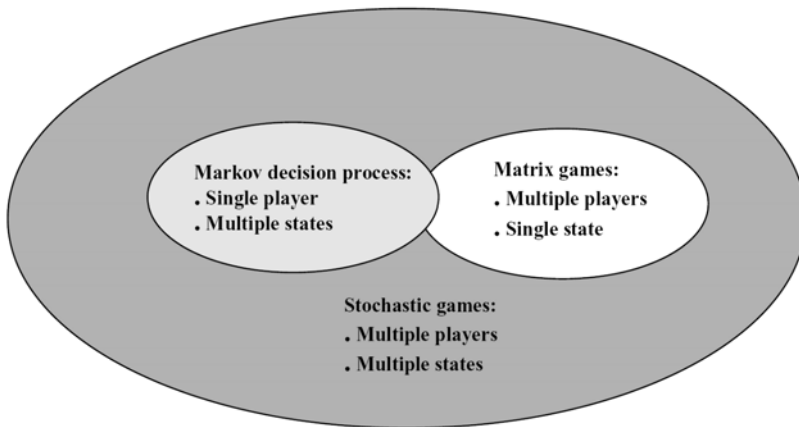 Markov decision process:
. Single player
. Multiple states
Matrix games:
. Multiple players
. Single state
Stochastic games:
. Multiple players
. Multiple states